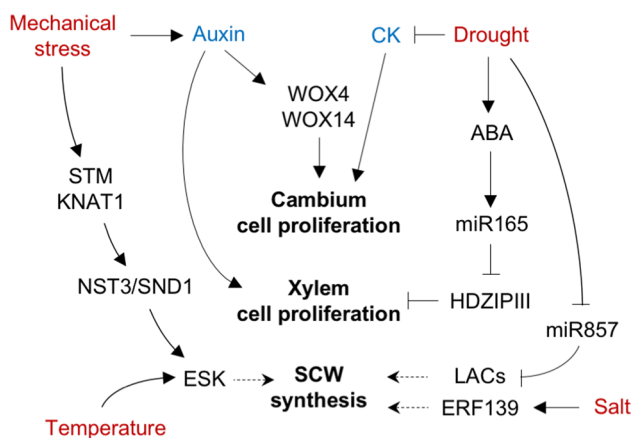 Mechanical
stress
Auxin
CK
Drought
WOX4
WOX14
ABA
STM
KNAT1
Cambium
cell proliferation
miR165
NST3/SND1
Xylem
cell proliferation
HDZIPIII
miR857
ESK
SCW
synthesis
LACs
ERF139
Salt
Temperature